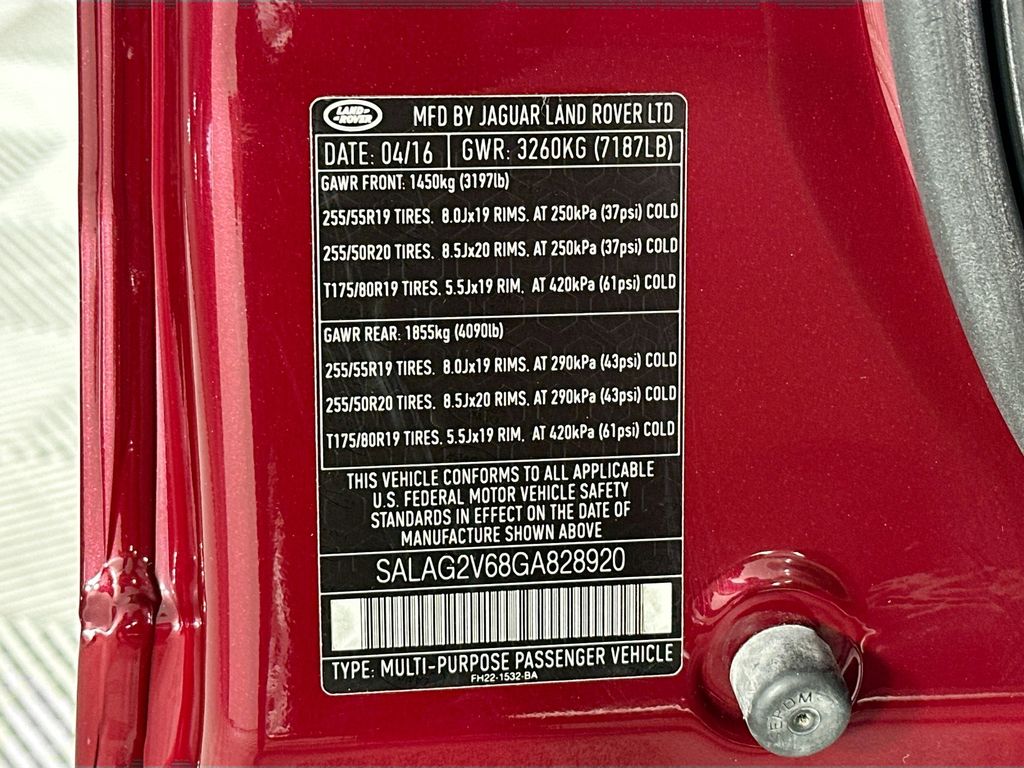 LAND-
-ROVER
MFD BY JAGUAR LAND ROVER LTD
DATE: 04/16 GWR: 3260KG (7187LB)
GAWR FRONT: 1450kg (3197lb)
255/55R19 TIRES. 8.0Jx19 RIMS. AT 250kPa (37psi) COLD
255/50R20 TIRES. 8.5Jx20 RIMS. AT 250kPa (37psi) COLD
T175/80R19 TIRES. 5.5Jx19 RIM. AT 420kPa (61psi) COLD
GAWR REAR: 1855kg (4090lb)
255/55R19 TIRES. 8.0Jx19 RIMS. AT 290kPa (43psi) COLD
255/50R20 TIRES. 8.5Jx20 RIMS. AT 290kPa (43psi) COLD
T175/80R19 TIRES. 5.5Jx19 RIM. AT 420kPa (61psi) COLD
THIS VEHICLE CONFORMS TO ALL APPLICABLE
U.S. FEDERAL MOTOR VEHICLE SAFETY
STANDARDS IN EFFECT ON THE DATE OF
MANUFACTURE SHOWN ABOVE
SALAG2V68GA828920
TYPE: MULTI-PURPOSE PASSENGER VEHICLE
FH22-1532-BA